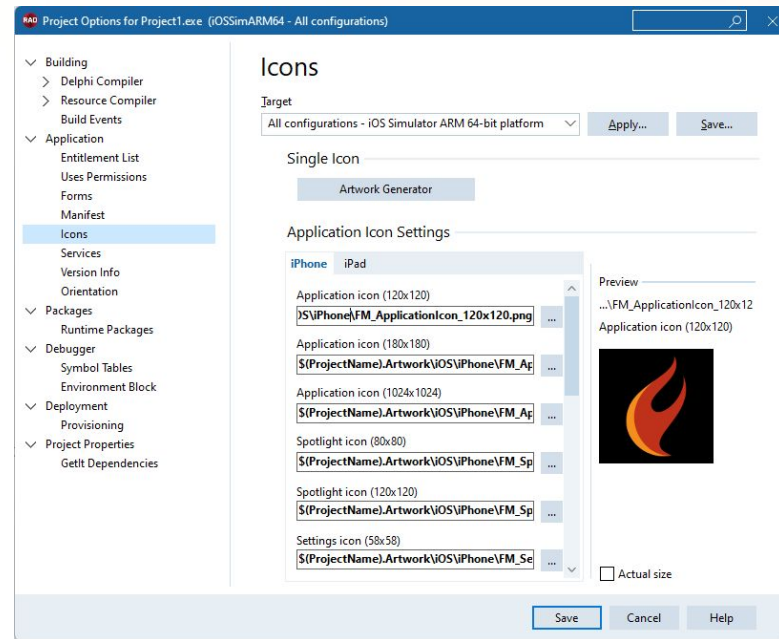 RAD Project Options for Project1.exe (iOSSimARM64 - All configurations)
Building
Delphi Compiler
Resource Compiler
Build Events
Application
Entitlement List
Uses Permissions
Forms
Manifest
Icons
Services
Version Info
Orientation
Packages
Runtime Packages
Debugger
Symbol Tables
Environment Block
Deployment
Provisioning
Project Properties
GetIt Dependencies
Icons
Target
All configurations - iOS Simulator ARM 64-bit platform
Apply...
Save...
Single Icon
Artwork Generator
Application Icon Settings
iPhone iPad
Application icon (120x120)
OS\iPhone\FM_ApplicationIcon_120x120.png ...
Application icon (180x180)
$(ProjectName).Artwork\iOS\iPhone\FM_Ap ...
Application icon (1024x1024)
$(ProjectName).Artwork\iOS\iPhone\FM_Ap ...
Spotlight icon (80x80)
$(ProjectName).Artwork\iOS\iPhone\FM_Sp ...
Spotlight icon (120x120)
$(ProjectName).Artwork\iOS\iPhone\FM_Sp ...
Settings icon (58x58)
$(ProjectName).Artwork\iOS\iPhone\FM_Se ...
Preview
...\FM_ApplicationIcon_120x12
Application icon (120x120)
Actual size
Save
Cancel
Help